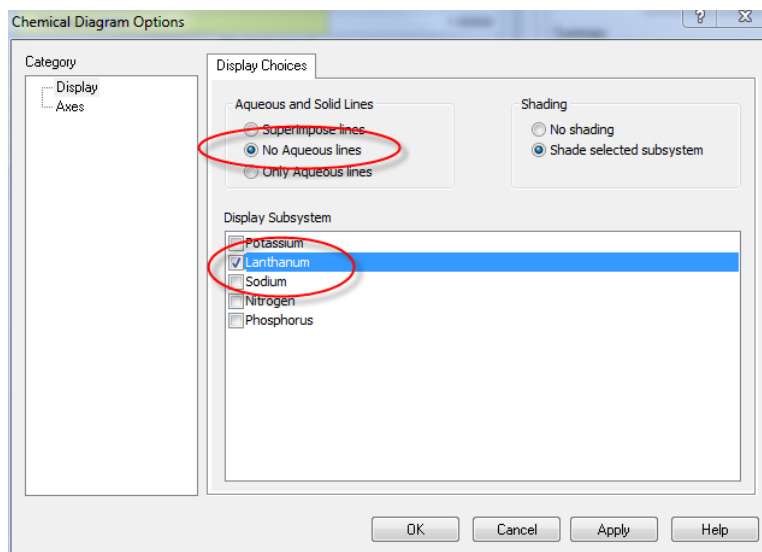 Chemical Diagram Options
Category
Display
Axes
Display Choices
Aqueous and Solid Lines
Superimpose lines
No Aqueous lines
Only Aqueous lines
Shading
No shading
Shade selected subsystem
Display Subsystem
Potassium
Lanthanum
Sodium
Nitrogen
Phosphorus
OK
Cancel
Apply
Help